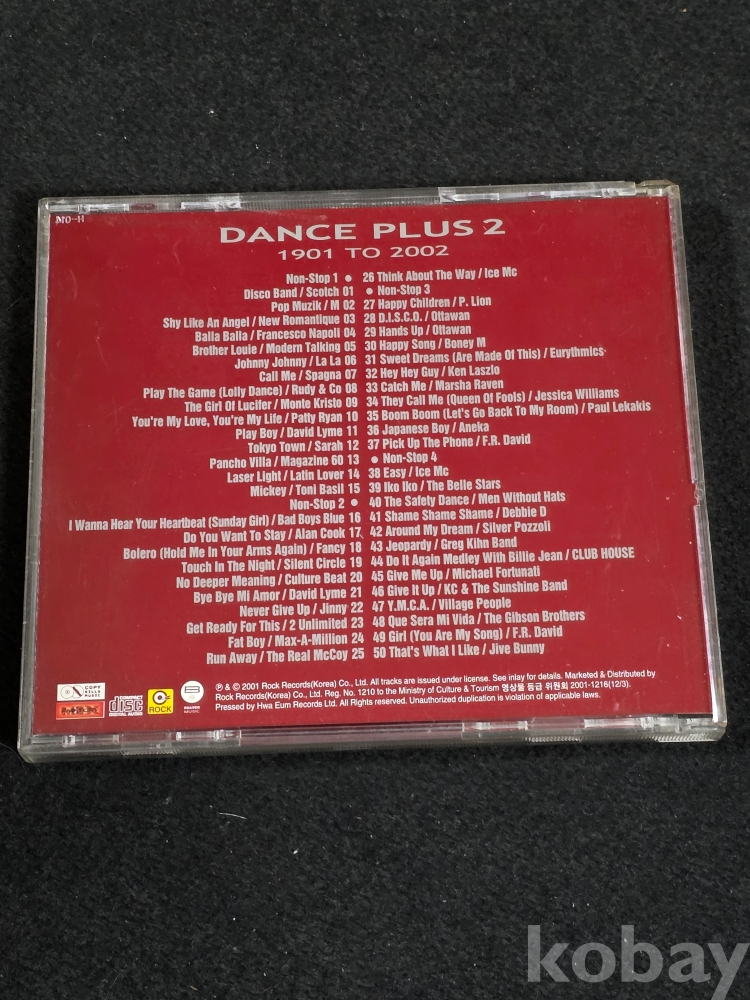 DANCE PLUS 2
1901 TO 2002
Non-Stop 1 ●
Disco Band / Scotch 01
Pop Muzik / M 02
Shy Like An Angel / New Romantique 03
Balla Balla / Francesco Napoli 04
Brother Louie / Modern Talking 05
Johnny Johnny / La La 06
Call Me / Spagna 07
Play The Game (Lolly Dance) / Rudy & Co 08
The Girl Of Lucifer / Monte Kristo 09
You're My Love, You're My Life / Patty Ryan 10
Play Boy / David Lyme 11
Tokyo Town / Sarah 12
Pancho Villa / Magazine 60 13
Laser Light / Latin Lover 14
Mickey / Toni Basil 15
Non-Stop 2 ●
I Wanna Hear Your Heartbeat (Sunday Girl) / Bad Boys Blue 16
Do You Want To Stay / Alan Cook 17
Bolero (Hold Me In Your Arms Again) / Fancy 18
Touch In The Night / Silent Circle 19
No Deeper Meaning / Culture Beat 20
Bye Bye Mi Amor / David Lyme 21
Never Give Up / Jinny 22
Get Ready For This / 2 Unlimited 23
Fat Boy / Max-A-Million 24
Run Away / The Real McCoy 25
26 Think About The Way / Ice Mc
● Non-Stop 3
27 Happy Children / P. Lion
28 D.I.S.C.O. / Ottawan
29 Hands Up / Ottawan
30 Happy Song / Boney M
31 Sweet Dreams (Are Made Of This) / Eurythmics
32 Hey Hey Guy / Ken Laszlo
33 Catch Me / Marsha Raven
34 They Call Me (Queen Of Fools) / Jessica Williams
35 Boom Boom (Let's Go Back To My Room) / Paul Lekakis
36 Japanese Boy / Aneka
37 Pick Up The Phone / F.R. David
● Non-Stop 4
38 Easy / Ice Mc
39 Iko Iko / The Belle Stars
40 The Safety Dance / Men Without Hats
41 Shame Shame Shame / Debbie D
42 Around My Dream / Silver Pozzoli
43 Jeopardy / Greg Kihn Band
44 Do It Again Medley With Billie Jean / CLUB HOUSE
45 Give Me Up / Michael Fortunati
46 Give It Up / KC & The Sunshine Band
47 Y.M.C.A. / Village People
48 Que Sera Mi Vida / The Gibson Brothers
49 Girl (You Are My Song) / F.R. David
50 That's What I Like / Jive Bunny
COPY KILLS MUSIC
COMPACT disc DIGITAL AUDIO
ROCK
℗ & © 2001 Rock Records(Korea) Co., Ltd. All tracks are issued under license. See inlay for details. Marketed & Distributed by
Rock Records(Korea) Co., Ltd. Reg. No. 1210 to the Ministry of Culture & Tourism 영상물 등급 위원회 2001-1216(12/3).
Pressed by Hwa Eum Records Ltd. All right reserved. Unauthorized duplication is violation of applicable laws.
kobay